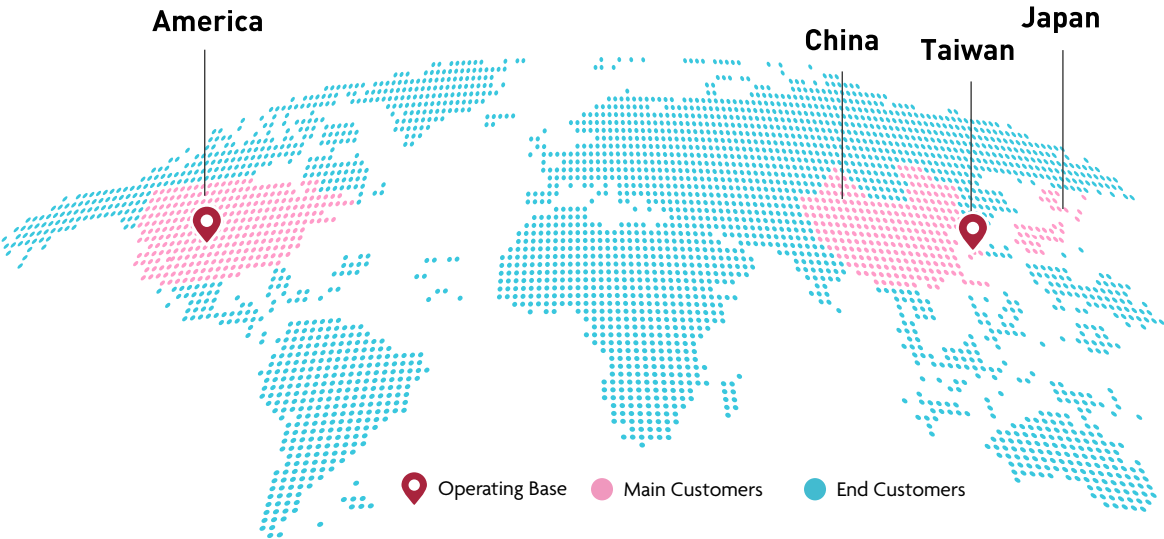 America
China
Taiwan
Japan
Operating Base
Main Customers
End Customers